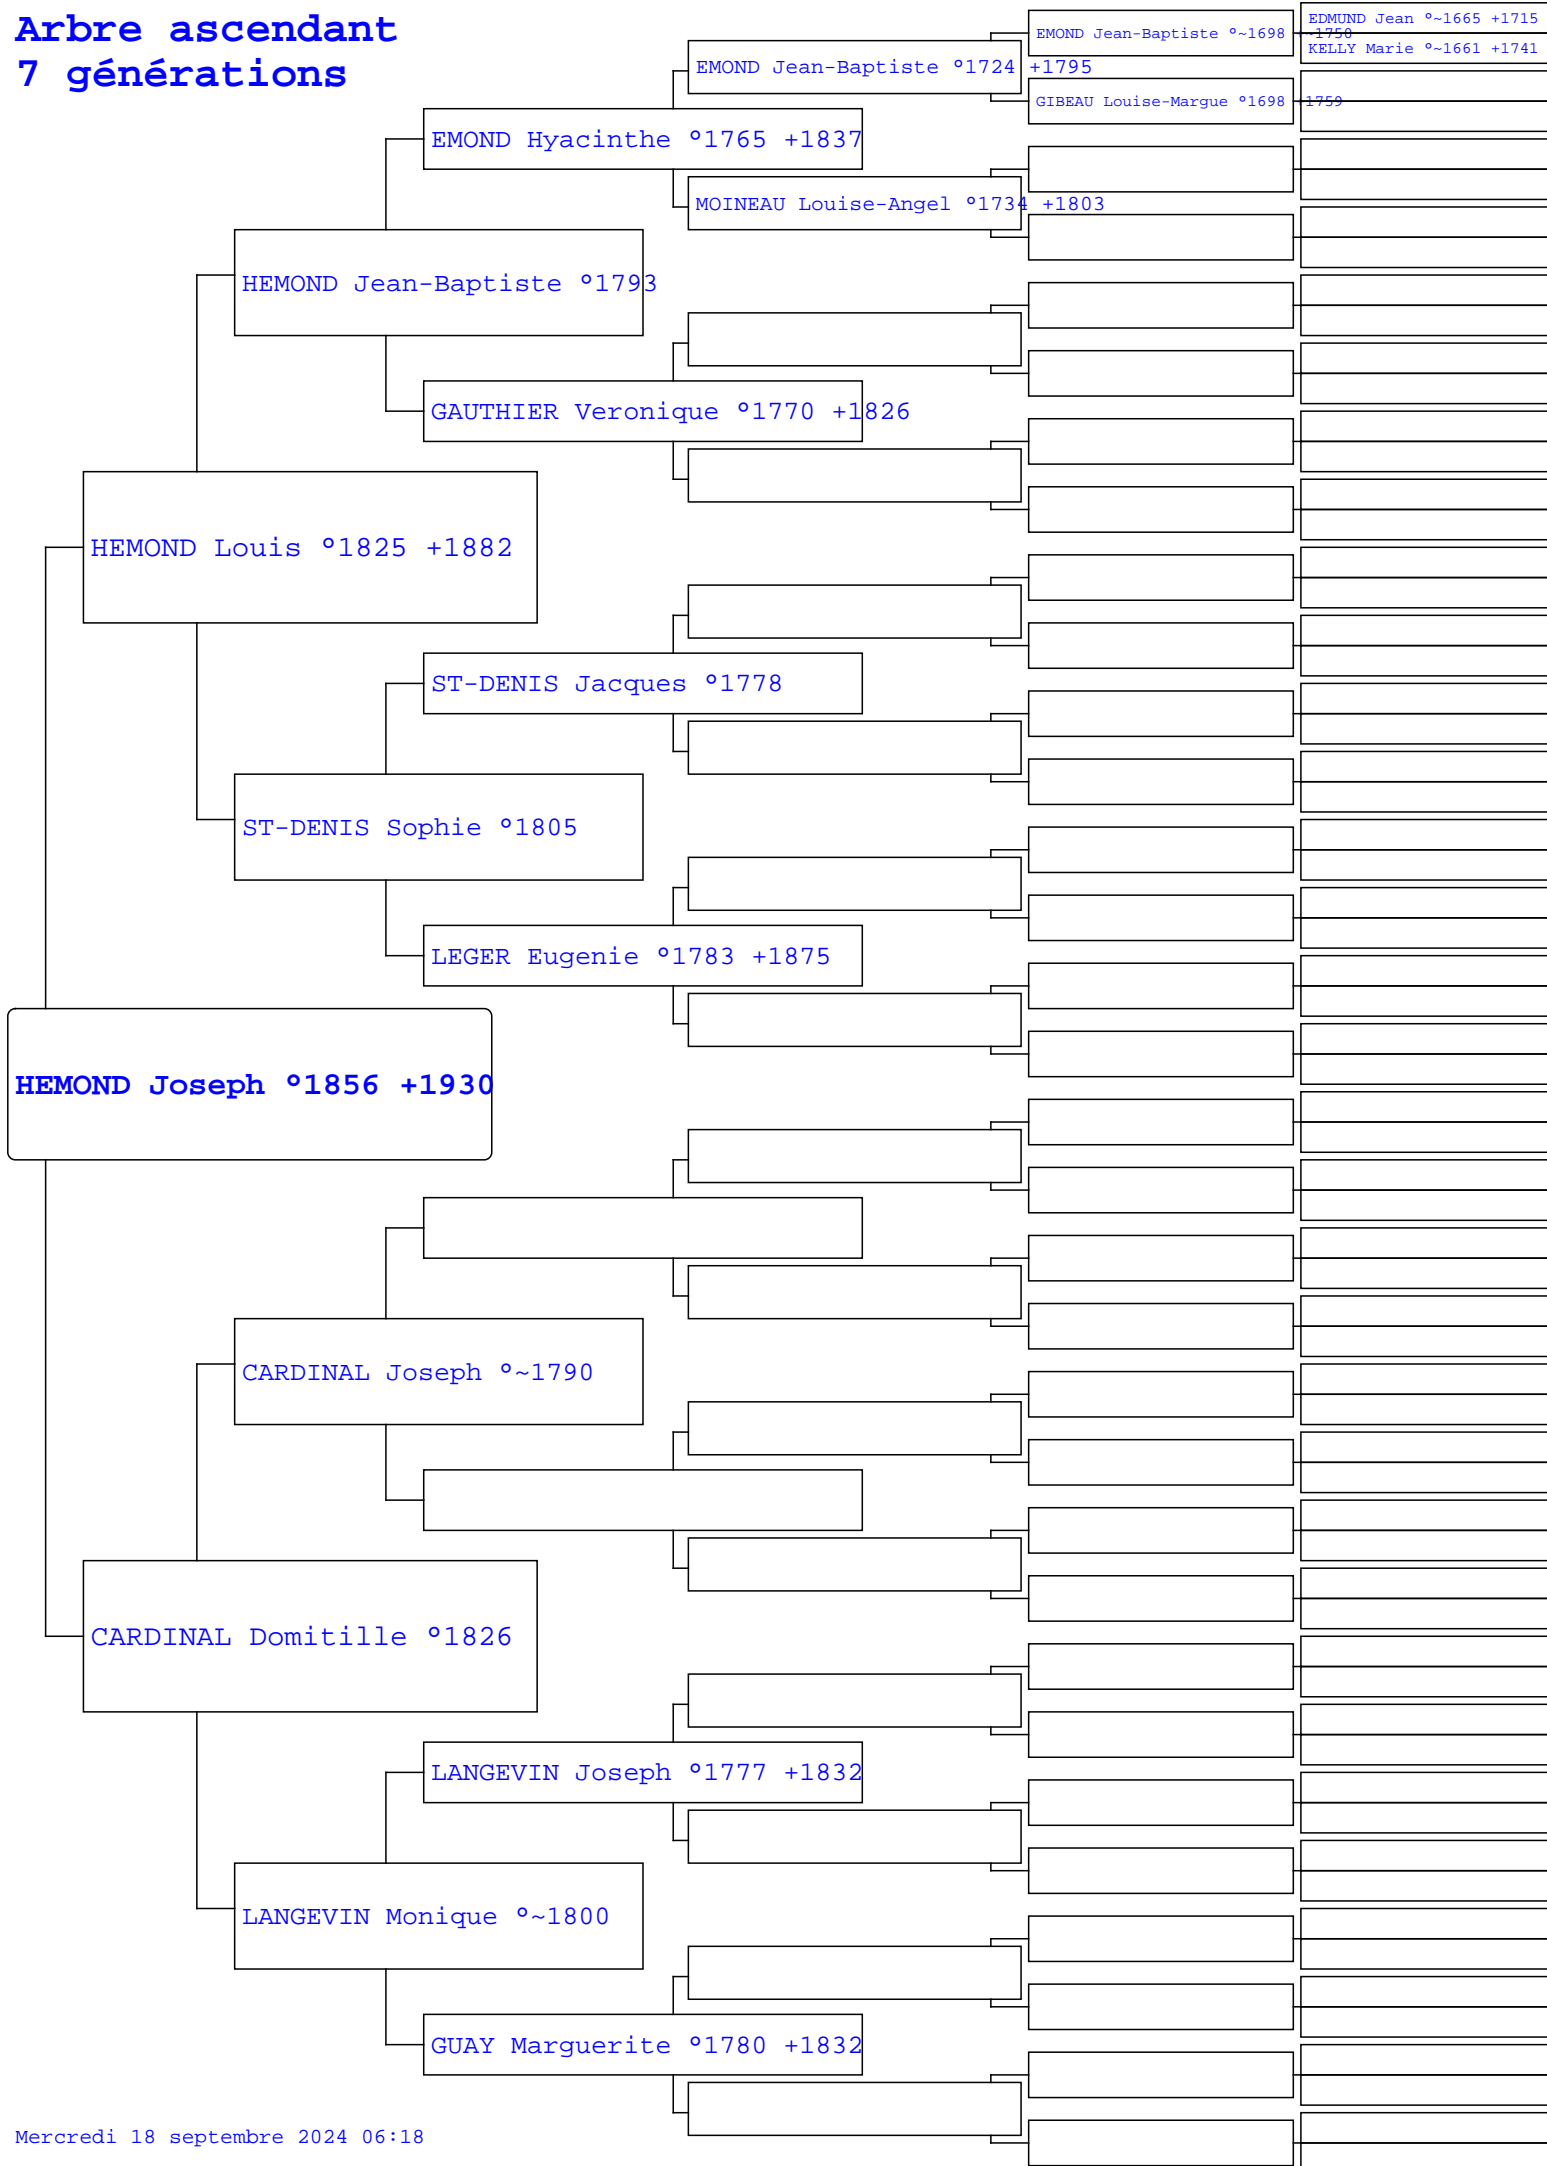 Arbre ascendant
7 générations
EDMUND Jean °~1665 +1715
EMOND Jean-Baptiste °~1698 +~1750
KELLY Marie °~1661 +1741
EMOND Jean-Baptiste °1724 +1795
GIBEAU Louise-Margue °1698 +1759
EMOND Hyacinthe °1765 +1837
MOINEAU Louise-Angel °1734 +1803
HEMOND Jean-Baptiste °1793
GAUTHIER Veronique °1770 +1826
HEMOND Louis °1825 +1882
ST-DENIS Jacques °1778
ST-DENIS Sophie °1805
LEGER Eugenie °1783 +1875
HEMOND Joseph °1856 +1930
CARDINAL Joseph °~1790
CARDINAL Domitille °1826
LANGEVIN Joseph °1777 +1832
LANGEVIN Monique °~1800
GUAY Marguerite °1780 +1832
Mercredi 18 septembre 2024 06:18